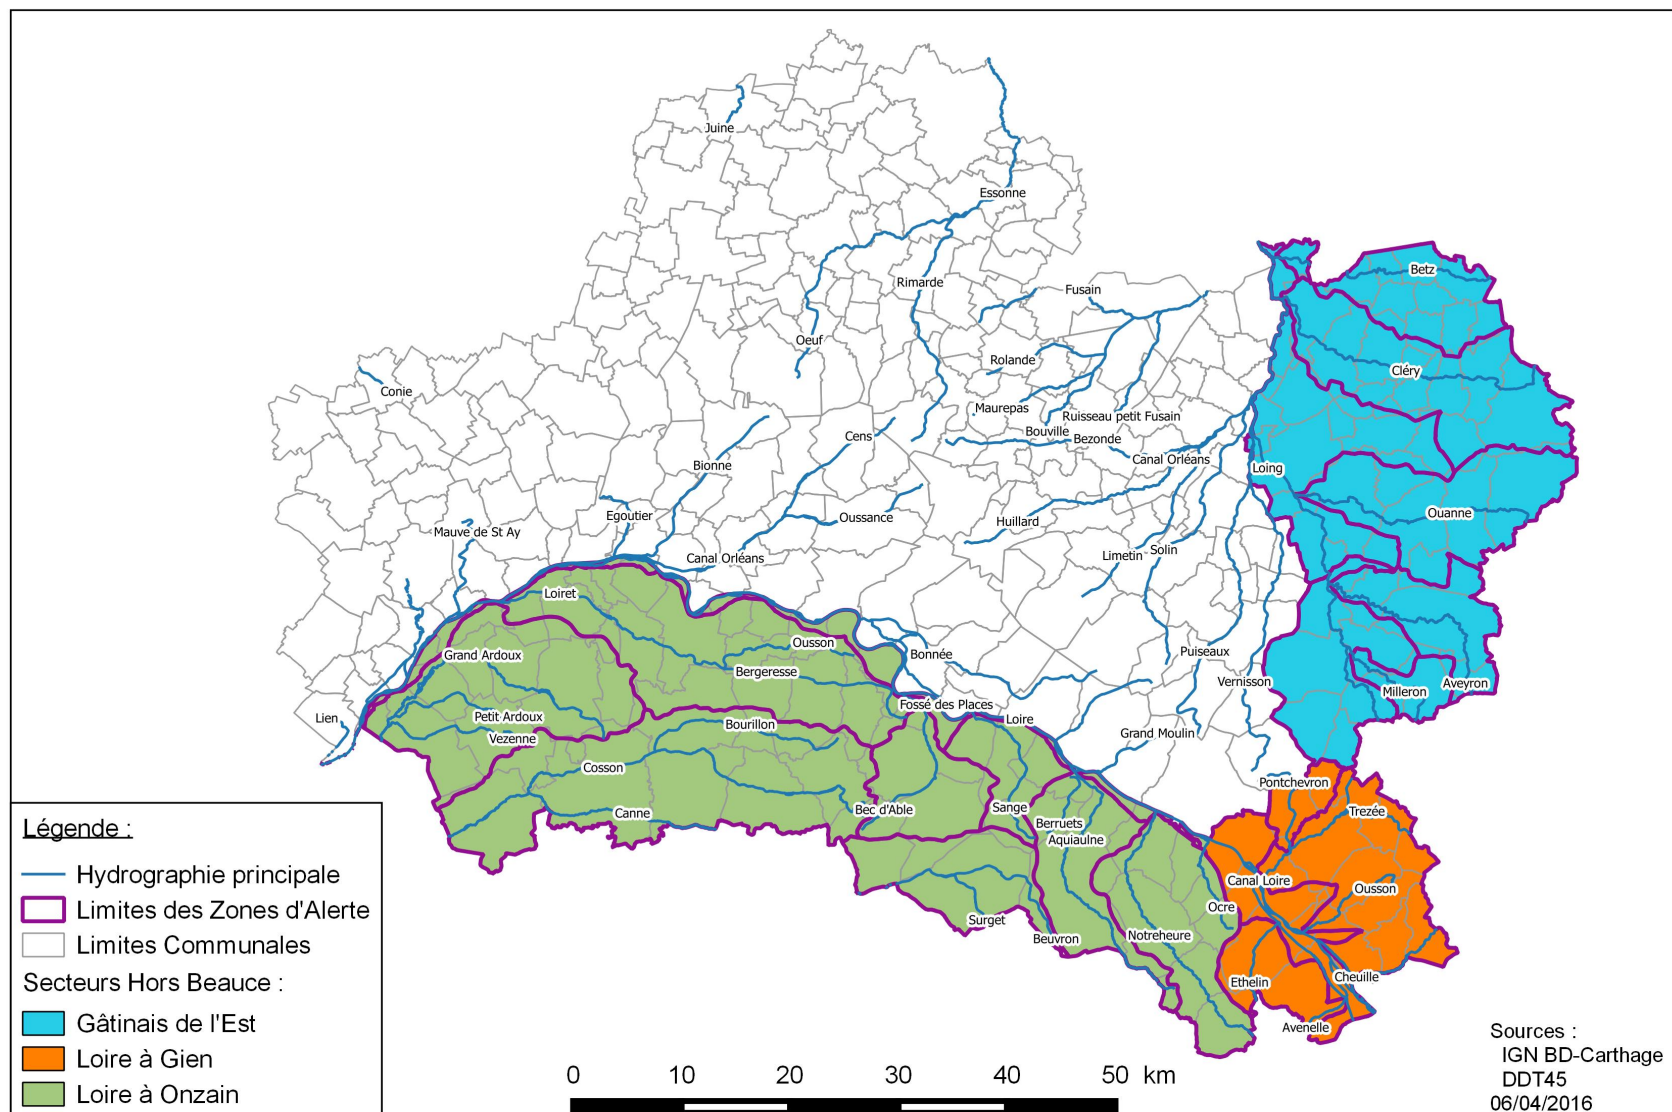 Juine
Essonne
Betz
Rimarde
Fusain
Oeuf
Rolande
Cléry
Conie
Maurepas
Ruisseau petit Fusain
Bouville
Bezonde
Cens
Canal Orléans
Bionne
Loing
Egoutier
Oussance
Huillard
Ouanne
Mauve de St Ay
Canal Orléans
Limetin
Solin
Loiret
Ousson
Grand Ardoux
Bonnée
Puiseaux
Bergeresse
Vernisson
Aveyron
Milleron
Fossé des Places
Lien
Petit Ardoux
Loire
Bourillon
Vezenne
Grand Moulin
Cosson
Pontchevron
Canne
Bec d'Able
Sange
Trezée
Berruets
Aquiaulne
Canal Loire
Ousson
Ocre
Surget
Beuvron
Notreheure
Ethelin
Cheuille
Avenelle
Légende :
Hydrographie principale
Limites des Zones d'Alerte
Limites Communales
Secteurs Hors Beauce :
Gâtinais de l'Est
Loire à Gien
Loire à Onzain
0 10 20 30 40 50 km
Sources :
IGN BD-Carthage
DDT45
06/04/2016